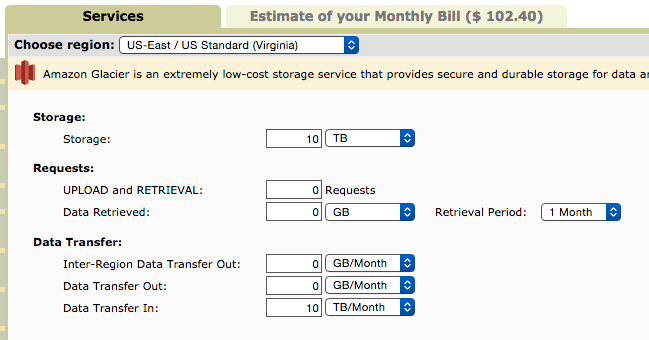 Services Estimate of your Monthly Bill ($ 102.40)
Choose region: US-East / US Standard (Virginia)
Amazon Glacier is an extremely low-cost storage service that provides secure and durable storage for data
Storage:
Storage: 10 TB
Requests:
UPLOAD and RETRIEVAL: 0 Requests
Data Retrieved: 0 GB Retrieval Period: 1 Month
Data Transfer:
Inter-Region Data Transfer Out: 0 GB/Month
Data Transfer Out: 0 GB/Month
Data Transfer In: 10 TB/Month